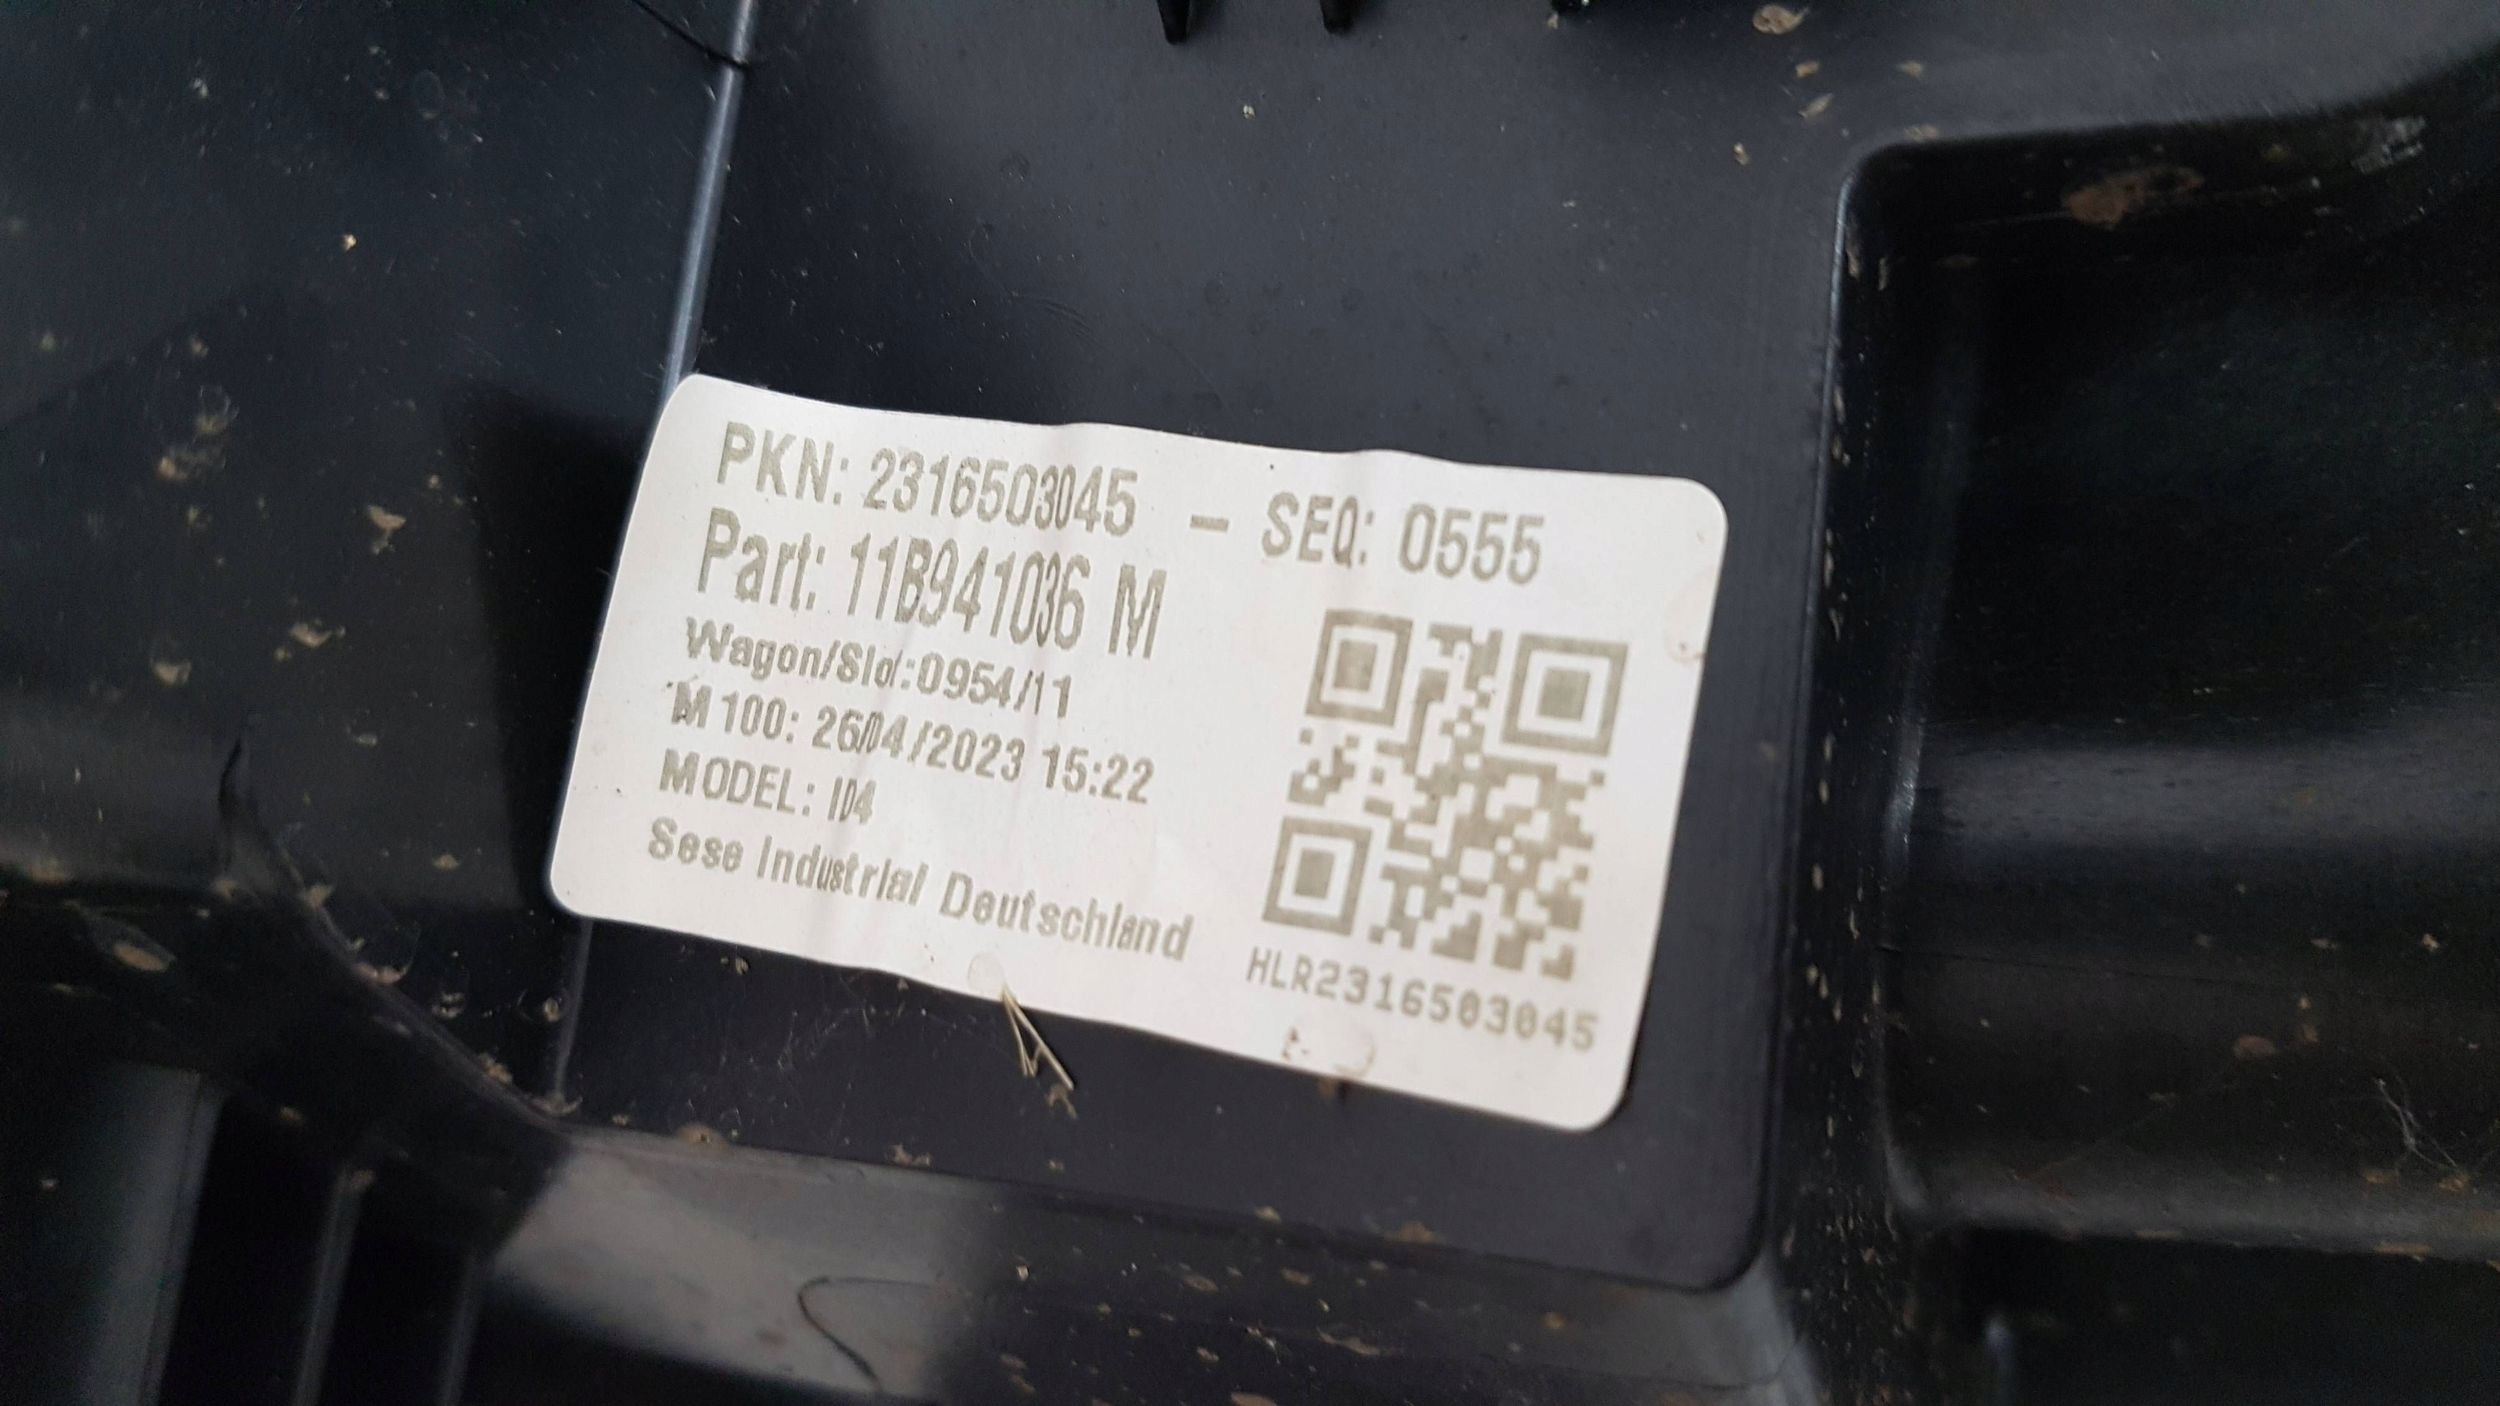 PKN: 2316503045 - SEQ: 0555
Part: 11B941036 M
Wagon/Slot:0954/11
M100: 26/04/2023 15:22
MODEL: ID4
Sese Industrial Deutschland
HLR2316503045